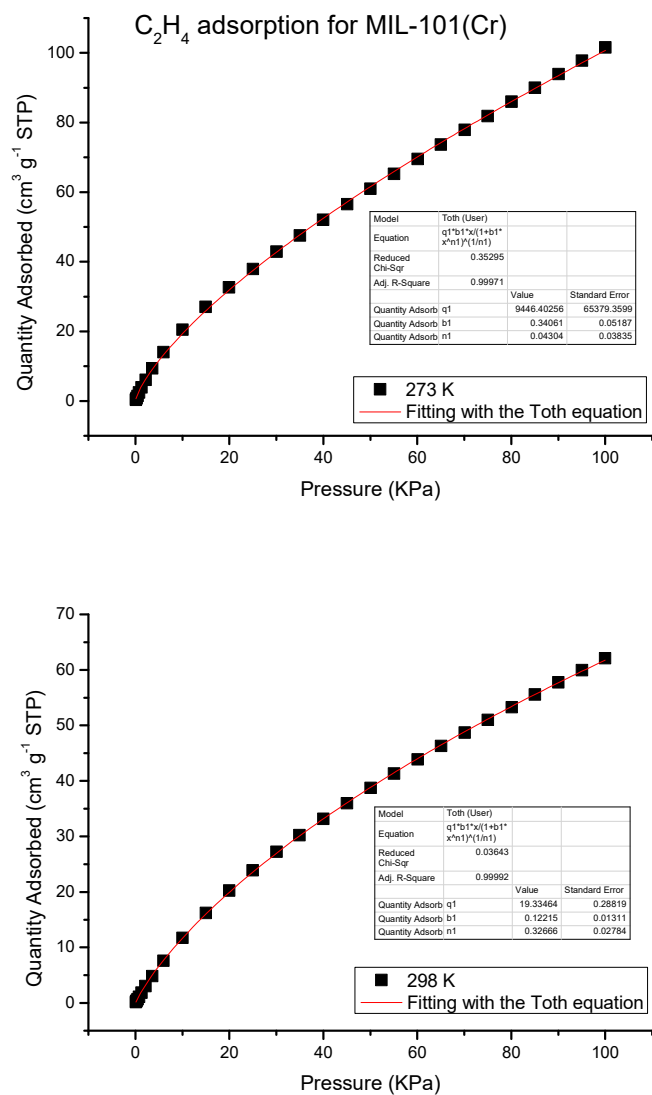 C2H4 adsorption for MIL-101(Cr)
Quantity Adsorbed (cm3 g-1 STP)
100
80
60
40
20
0
Model Toth (User)
Equation q1*b1*x/(1+b1*
x^n1)^(1/n1)
Reduced
Chi-Sqr 0.35295
Adj. R-Square 0.99971
Value Standard Error
Quantity Adsorb q1 9446.40256 65379.3599
Quantity Adsorb b1 0.34061 0.05187
Quantity Adsorb n1 0.04304 0.03835
273 K
Fitting with the Toth equation
0 20 40 60 80 100
Pressure (KPa)
Quantity Adsorbed (cm3 g-1 STP)
70
60
50
40
30
20
10
0
Model Toth (User)
Equation q1*b1*x/(1+b1*
x^n1)^(1/n1)
Reduced
Chi-Sqr 0.03643
Adj. R-Square 0.99992
Value Standard Error
Quantity Adsorb q1 19.33464 0.28819
Quantity Adsorb b1 0.12215 0.01311
Quantity Adsorb n1 0.32666 0.02784
298 K
Fitting with the Toth equation
0 20 40 60 80 100
Pressure (KPa)